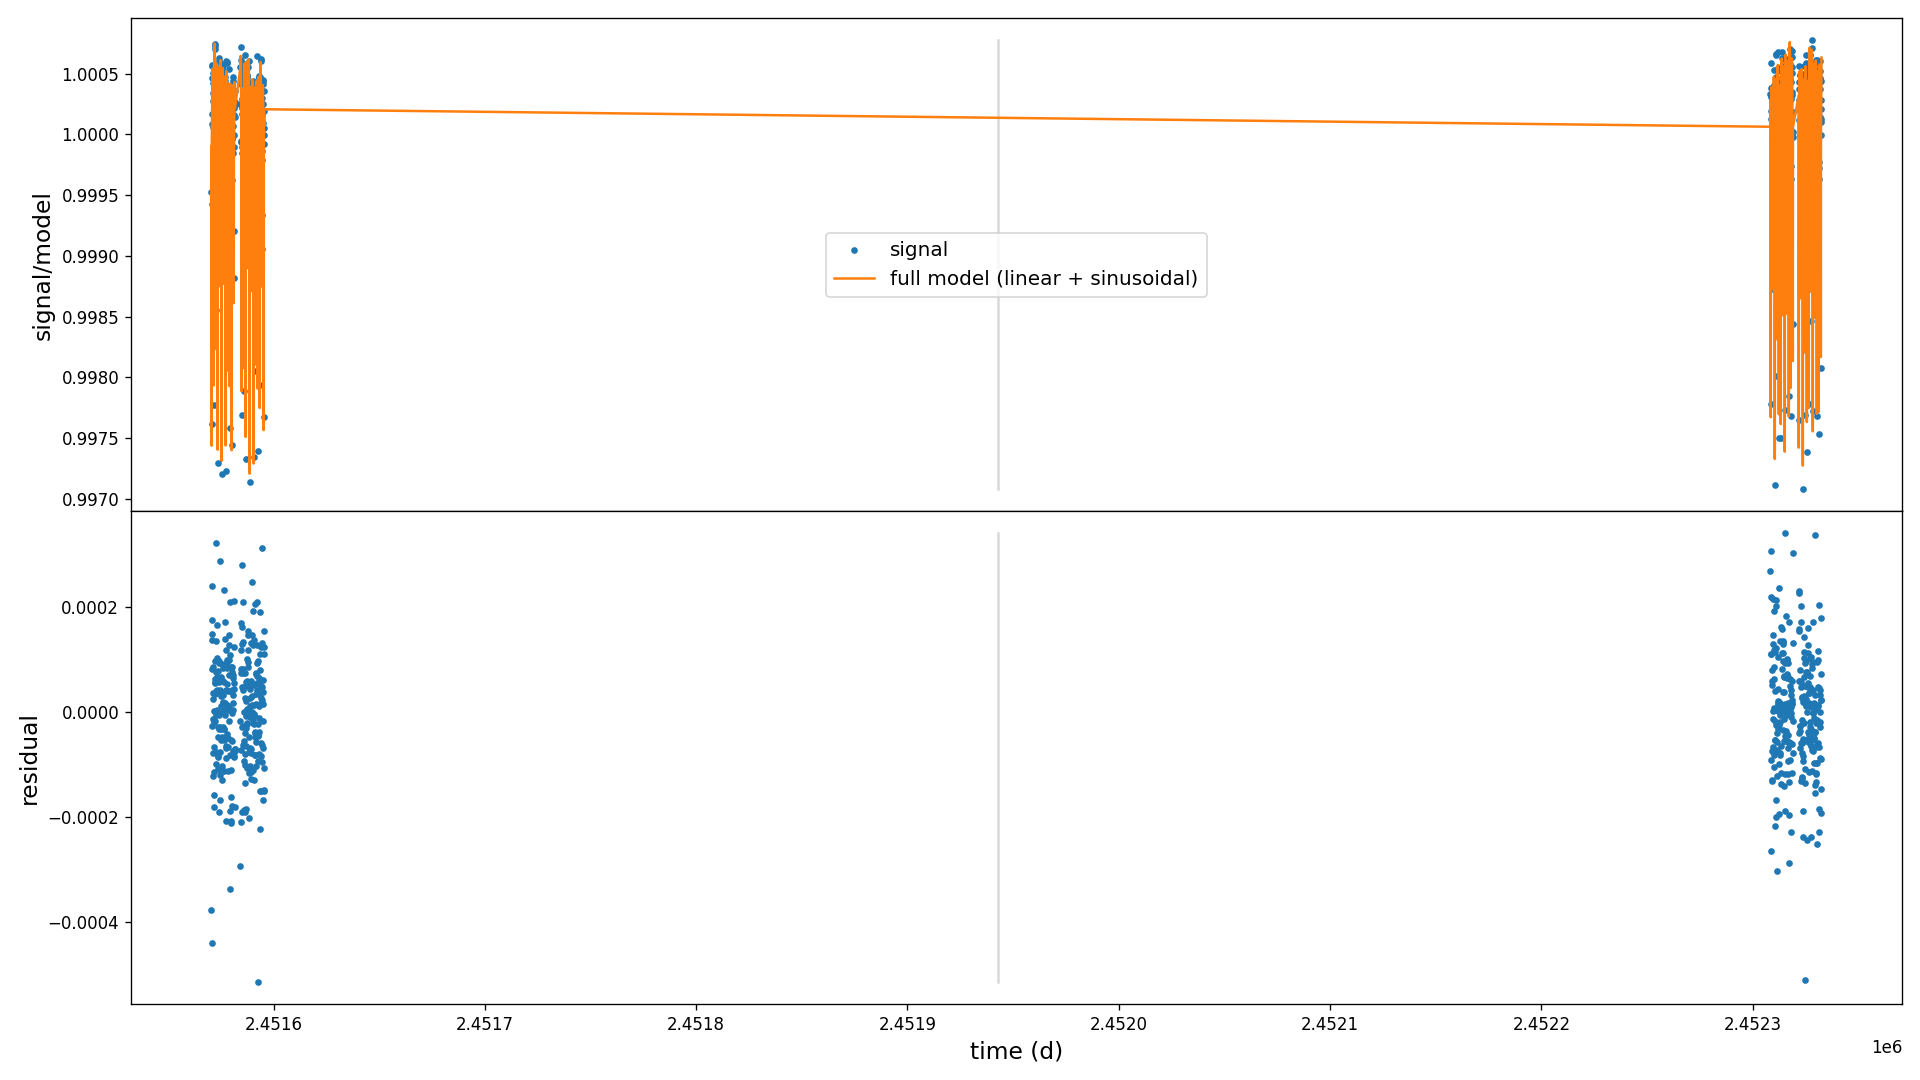 1.0005
1.0000
0.9995
0.9990
0.9985
0.9980
0.9975
0.9970
signal/model
signal
full model (linear + sinusoidal)
0.0002
0.0000
−0.0002
−0.0004
residual
2.4516 2.4517 2.4518 2.4519 2.4520 2.4521 2.4522 2.4523
1e6
time (d)